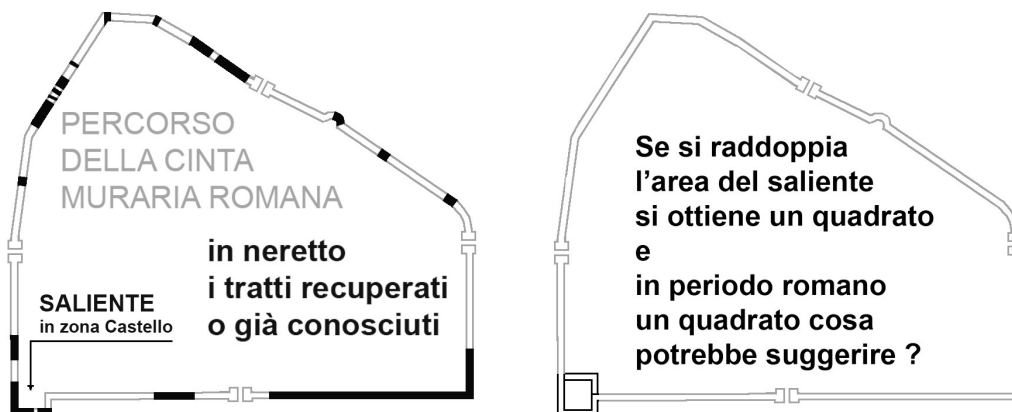 PERCORSO
DELLA CINTA
MURARIA ROMANA
in neretto
i tratti recuperati
o già conosciuti
SALIENTE
in zona Castello
Se si raddoppia
l’area del saliente
si ottiene un quadrato
e
in periodo romano
un quadrato cosa
potrebbe suggerire ?